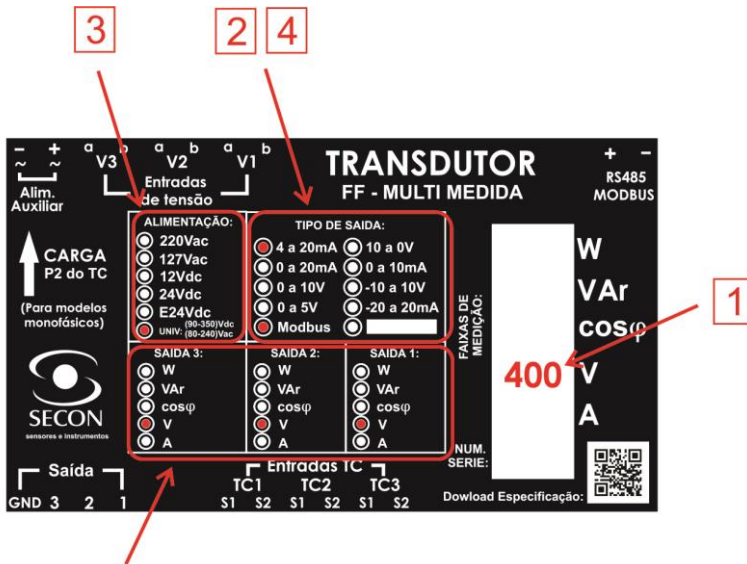 3
2 4
- +
~ ~
Alim.
Auxiliar
a b a b a b
V3 V2 V1
Entradas
de tensão
TRANSDUTOR
FF - MULTI MEDIDA
+ -
RS485
MODBUS
CARGA
P2 do TC
(Para modelos
monofásicos)
SECON
sensores e instrumentos
ALIMENTAÇÃO:
220Vac
127Vac
12Vdc
24Vdc
E24Vdc
UNIV: (90-350)Vdc
(80-240)Vac
TIPO DE SAIDA:
4 a 20mA 10 a 0V
0 a 20mA 0 a 10mA
0 a 10V -10 a 10V
0 a 5V -20 a 20mA
Modbus
SAIDA 3:
W
VAr
cosφ
V
A
SAIDA 2:
W
VAr
cosφ
V
A
SAIDA 1:
W
VAr
cosφ
V
A
FAIXAS DE
MEDIÇÃO:
400
W
VAr
cosφ
V
A
1
NUM.
SERIE:
Saída
GND 3 2 1
Entradas TC
TC1 TC2 TC3
S1 S2 S1 S2 S1 S2
Dowload Especificação: